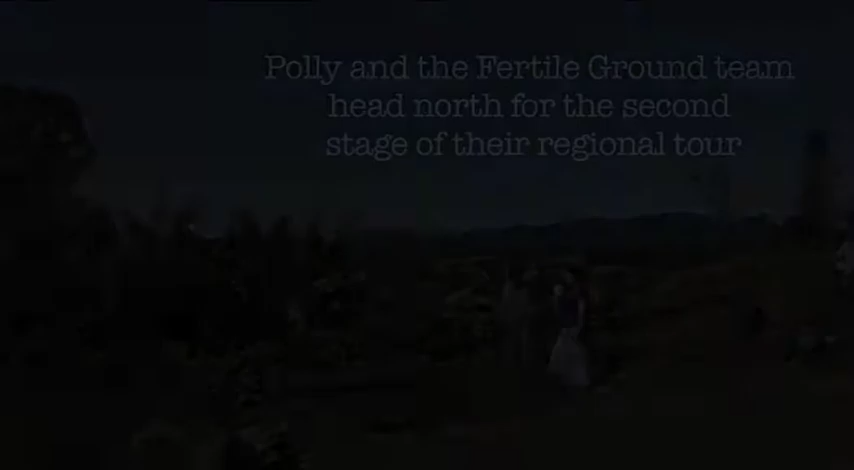 Polly and the Fertile Ground team
head north for the second
stage of their regional tour